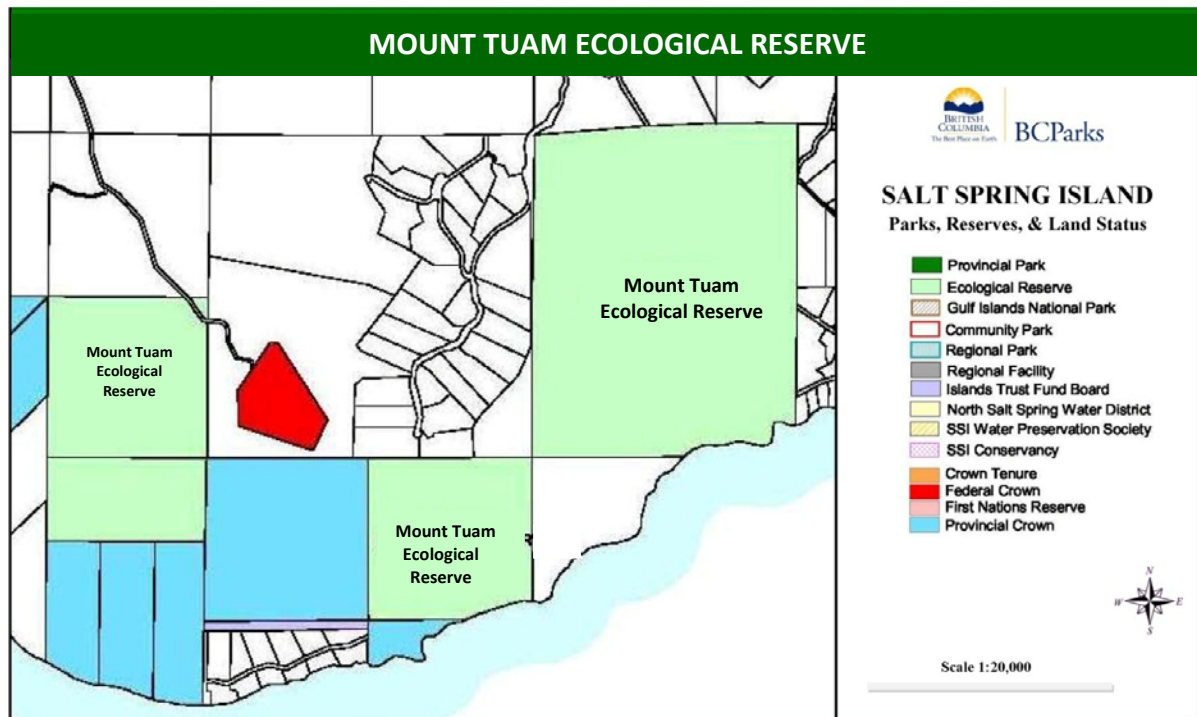 MOUNT TUAM ECOLOGICAL RESERVE
Mount Tuam
Ecological Reserve
Mount Tuam
Ecological
Reserve
Mount Tuam
Ecological
Reserve
BRITISH
COLUMBIA
The Best Place on Earth
BCParks
SALT SPRING ISLAND
Parks, Reserves, & Land Status
Provincial Park
Ecological Reserve
Gulf Islands National Park
Community Park
Regional Park
Regional Facility
Islands Trust Fund Board
North Salt Spring Water District
SSI Water Preservation Society
SSI Conservancy
Crown Tenure
Federal Crown
First Nations Reserve
Provincial Crown
N
W E
S
Scale 1:20,000